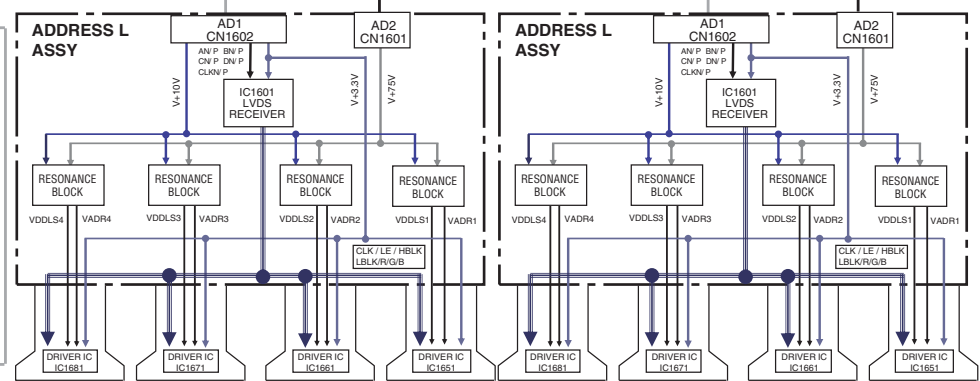 ADDRESS L
ASSY
AD1
CN1602
AD2
CN1601
AN/ P BN/ P
CN/ P DN/ P
CLKN/ P
V+10V
V+3.3V
V+75V
IC1601
LVDS
RECEIVER
RESONANCE
BLOCK
RESONANCE
BLOCK
RESONANCE
BLOCK
RESONANCE
BLOCK
VDDLS4 VADR4
VDDLS3 VADR3
VDDLS2 VADR2
VDDLS1 VADR1
CLK / LE / HBLK
LBLK/R/G/B
DRIVER IC
IC1681
DRIVER IC
IC1671
DRIVER IC
IC1661
DRIVER IC
IC1651
ADDRESS L
ASSY
AD1
CN1602
AD2
CN1601
AN/ P BN/ P
CN/ P DN/ P
CLKN/ P
V+10V
V+3.3V
V+75V
IC1601
LVDS
RECEIVER
RESONANCE
BLOCK
RESONANCE
BLOCK
RESONANCE
BLOCK
RESONANCE
BLOCK
VDDLS4 VADR4
VDDLS3 VADR3
VDDLS2 VADR2
VDDLS1 VADR1
CLK / LE / HBLK
LBLK/R/G/B
DRIVER IC
IC1681
DRIVER IC
IC1671
DRIVER IC
IC1661
DRIVER IC
IC1651